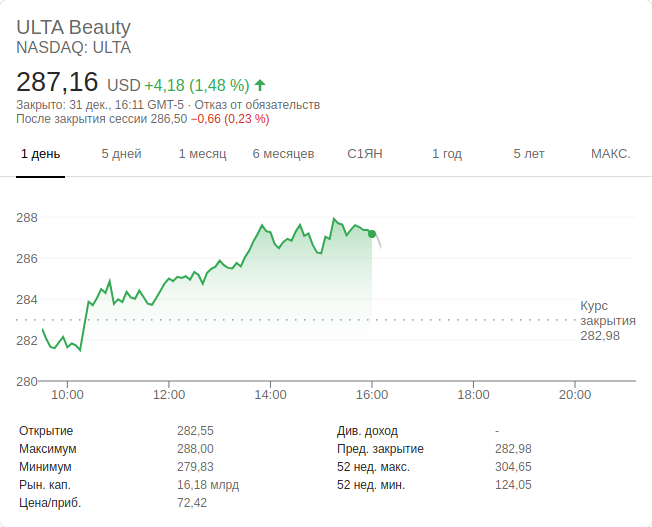 ULTA Beauty
NASDAQ: ULTA
287,16 USD +4,18 (1,48 %)
Закрыто: 31 дек., 16:11 GMT-5 · Отказ от обязательств
После закрытия сессии 286,50 −0,66 (0,23 %)
1 день 5 дней 1 месяц 6 месяцев С1ЯН 1 год 5 лет МАКС.
288
286
284
Курс
закрытия
282,98
282
280
10:00 12:00 14:00 16:00 18:00 20:00
Открытие 282,55 Див. доход -
Максимум 288,00 Пред. закрытие 282,98
Минимум 279,83 52 нед. макс. 304,65
Рын. кап. 16,18 млрд 52 нед. мин. 124,05
Цена/приб. 72,42